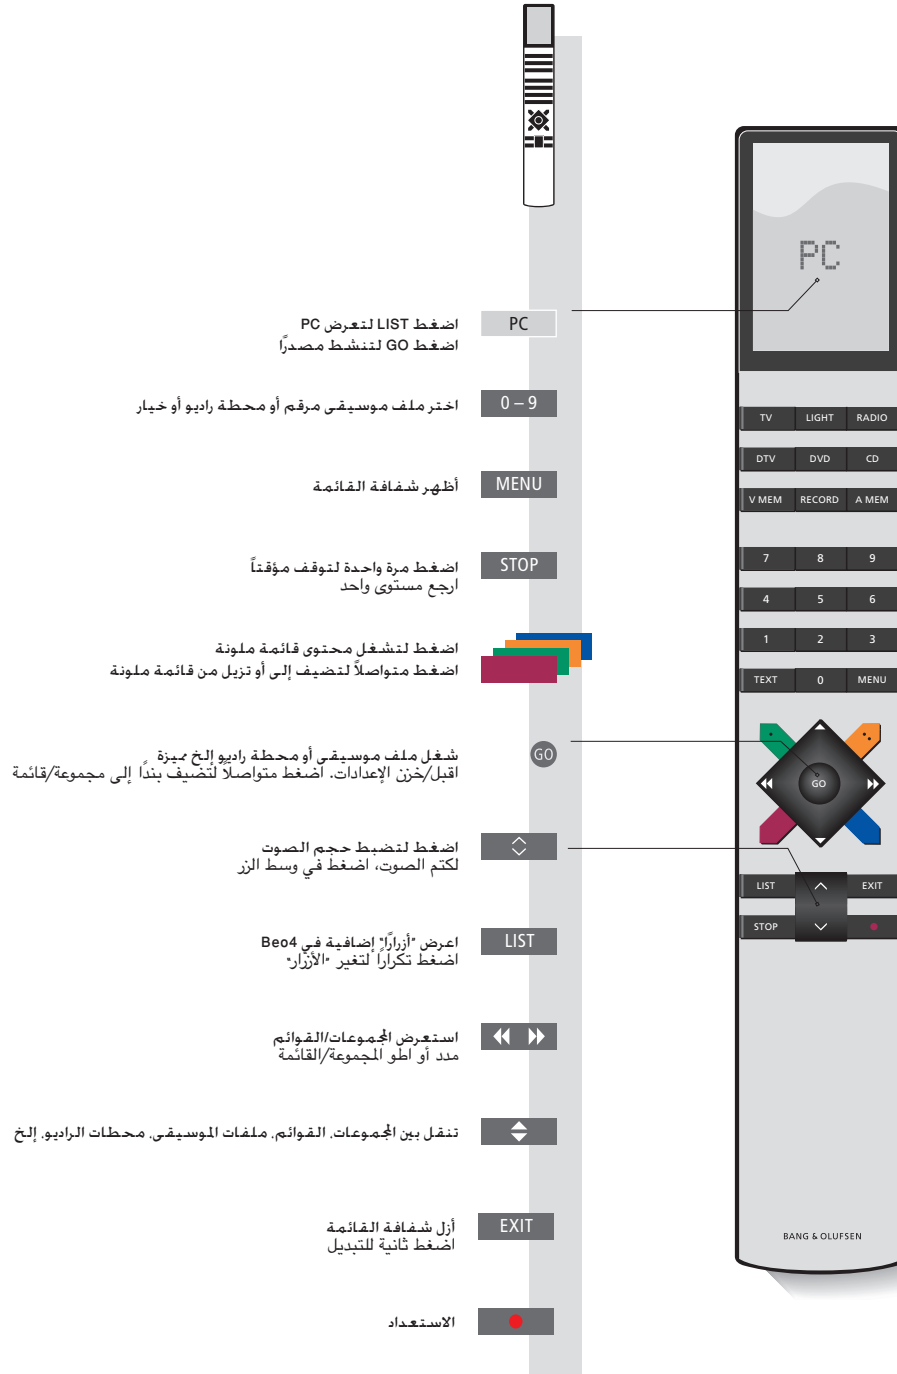 PC
اضغط LIST لتعرض PC
اضغط GO لتنشط مصدرًا
PC
اختر ملف موسيقى مرقم أو محطة راديو أو خيار
0 – 9
أظهر شفافة القائمة
MENU
اضغط مرة واحدة لتوقف مؤقتاً
ارجع مستوى واحد
STOP
اضغط لتشغل محتوى قائمة ملونة
اضغط متواصلاً لتضيف إلى أو تزيل من قائمة ملونة
شغل ملف موسيقى أو محطة راديو إلخ مميزة
اقبل/خزن الإعدادات. اضغط متواصلاً لتضيف بنداً إلى مجموعة/قائمة
GO
اضغط لتضبط حجم الصوت
لكتم الصوت، اضغط في وسط الزر
اعرض "أزرارًا" إضافية في Beo4
اضغط تكرارًا لتغير "الأزرار"
LIST
استعرض المجموعات/القوائم
مدد أو اطو المجموعة/القائمة
تنقل بين المجموعات، القوائم، ملفات الموسيقى، محطات الراديو، إلخ
أزل شفافة القائمة
اضغط ثانية للتبديل
EXIT
الاستعداد
TV LIGHT RADIO
DTV DVD CD
V MEM RECORD A MEM
7 8 9
4 5 6
1 2 3
TEXT 0 MENU
GO
LIST EXIT
STOP
BANG & OLUFSEN